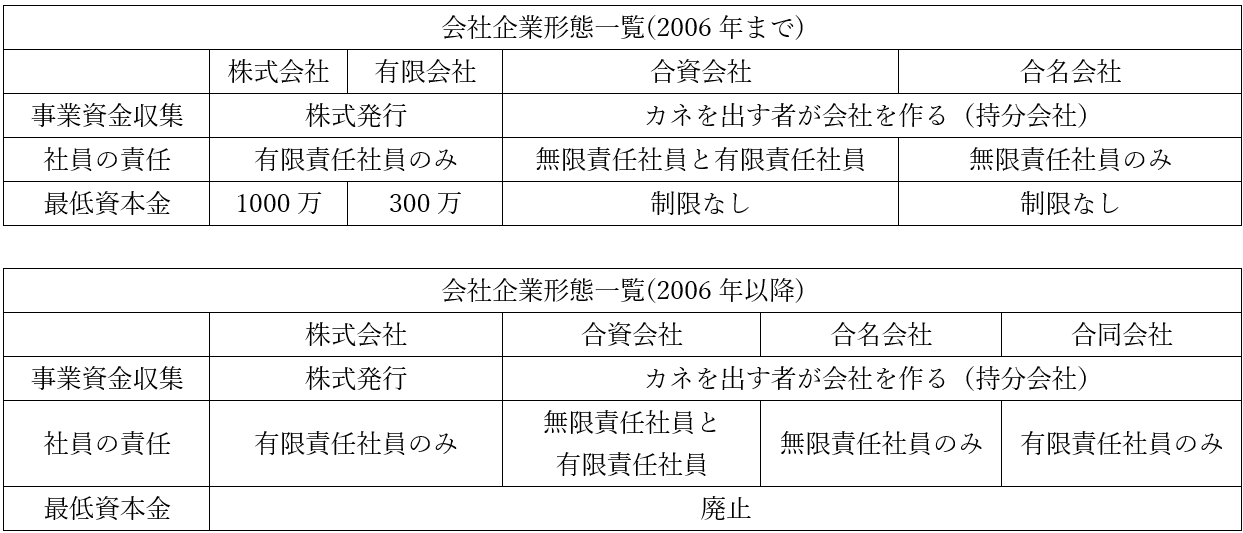 会社企業形態一覧(2006 年まで)
株式会社 有限会社 合資会社 合名会社
事業資金収集 株式発行 カネを出す者が会社を作る（持分会社）
社員の責任 有限責任社員のみ 無限責任社員と有限責任社員 無限責任社員のみ
最低資本金 1000 万 300 万 制限なし 制限なし
会社企業形態一覧(2006 年以降)
株式会社 合資会社 合名会社 合同会社
事業資金収集 株式発行 カネを出す者が会社を作る（持分会社）
社員の責任 有限責任社員のみ 無限責任社員と
有限責任社員 無限責任社員のみ 有限責任社員のみ
最低資本金 廃止